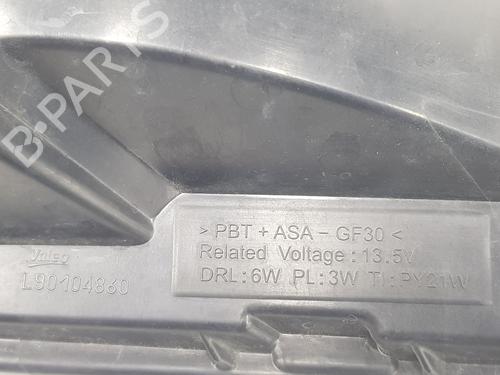 B-PARTS
> PBT + ASA - GF30 <
Related Voltage : 13.5V
DRL : 6W PL : 3W TI : PY21W
Valeo
L90104860